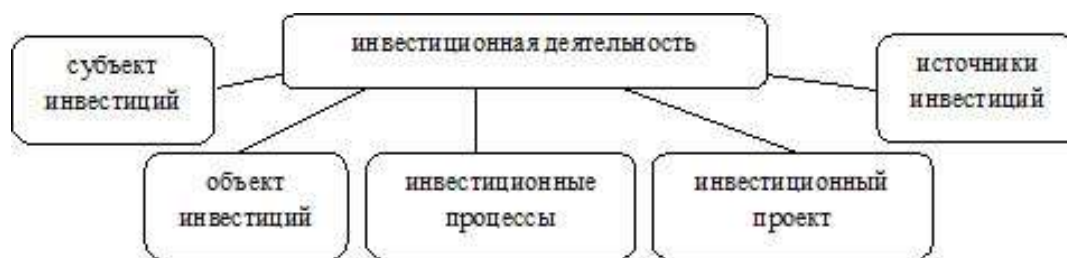 инвестиционная деятельность
субъект
инвестиций
источники
инвестиций
объект
инвестиций
инвестиционные
процессы
инвестиционный
проект